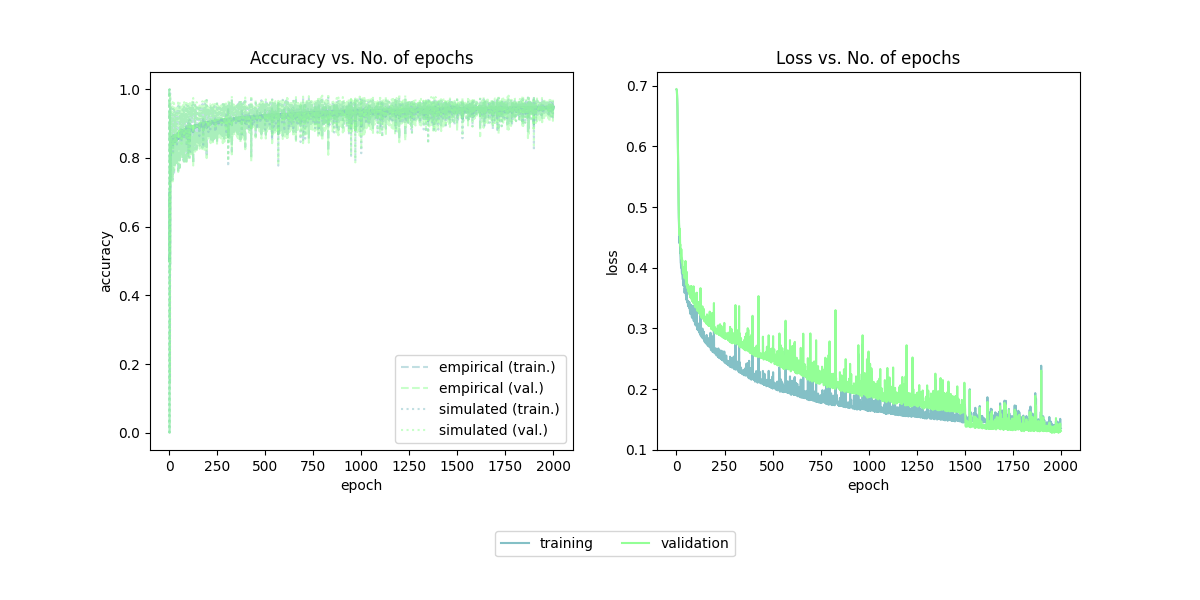 Accuracy vs. No. of epochs
accuracy
1.0
0.8
0.6
0.4
0.2
0.0
empirical (train.)
empirical (val.)
simulated (train.)
simulated (val.)
0 250 500 750 1000 1250 1500 1750 2000
epoch
Loss vs. No. of epochs
loss
0.7
0.6
0.5
0.4
0.3
0.2
0.1
0 250 500 750 1000 1250 1500 1750 2000
epoch
training validation